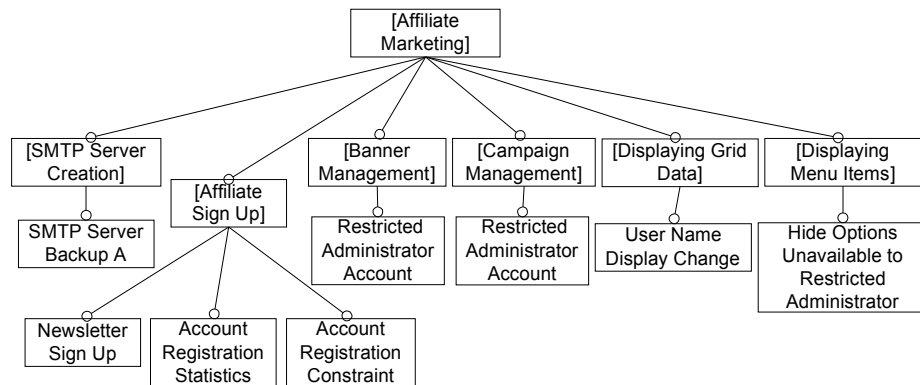 [Affiliate
Marketing]
[SMTP Server
Creation]
[Affiliate
Sign Up]
[Banner
Management]
[Campaign
Management]
[Displaying Grid
Data]
[Displaying
Menu Items]
SMTP Server
Backup A
Restricted
Administrator
Account
Restricted
Administrator
Account
User Name
Display Change
Hide Options
Unavailable to
Restricted
Administrator
Newsletter
Sign Up
Account
Registration
Statistics
Account
Registration
Constraint